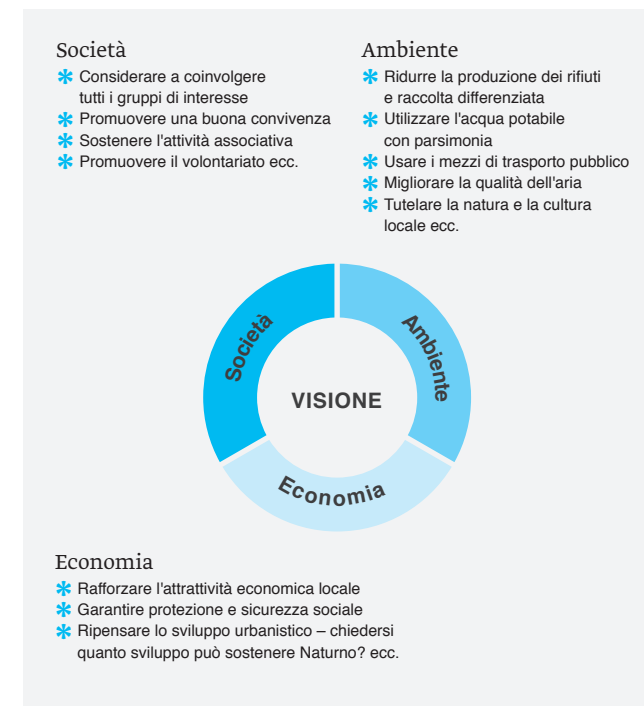 Società
Considerare a coinvolgere
tutti i gruppi di interesse
Promuovere una buona convivenza
Sostenere l'attività associativa
Promuovere il volontariato ecc.
Ambiente
Ridurre la produzione dei rifiuti
e raccolta differenziata
Utilizzare l'acqua potabile
con parsimonia
Usare i mezzi di trasporto pubblico
Migliorare la qualità dell'aria
Tutelare la natura e la cultura
locale ecc.
Società
Ambiente
VISIONE
Economia
Economia
Rafforzare l'attrattività economica locale
Garantire protezione e sicurezza sociale
Ripensare lo sviluppo urbanistico – chiedersi
quanto sviluppo può sostenere Naturno? ecc.